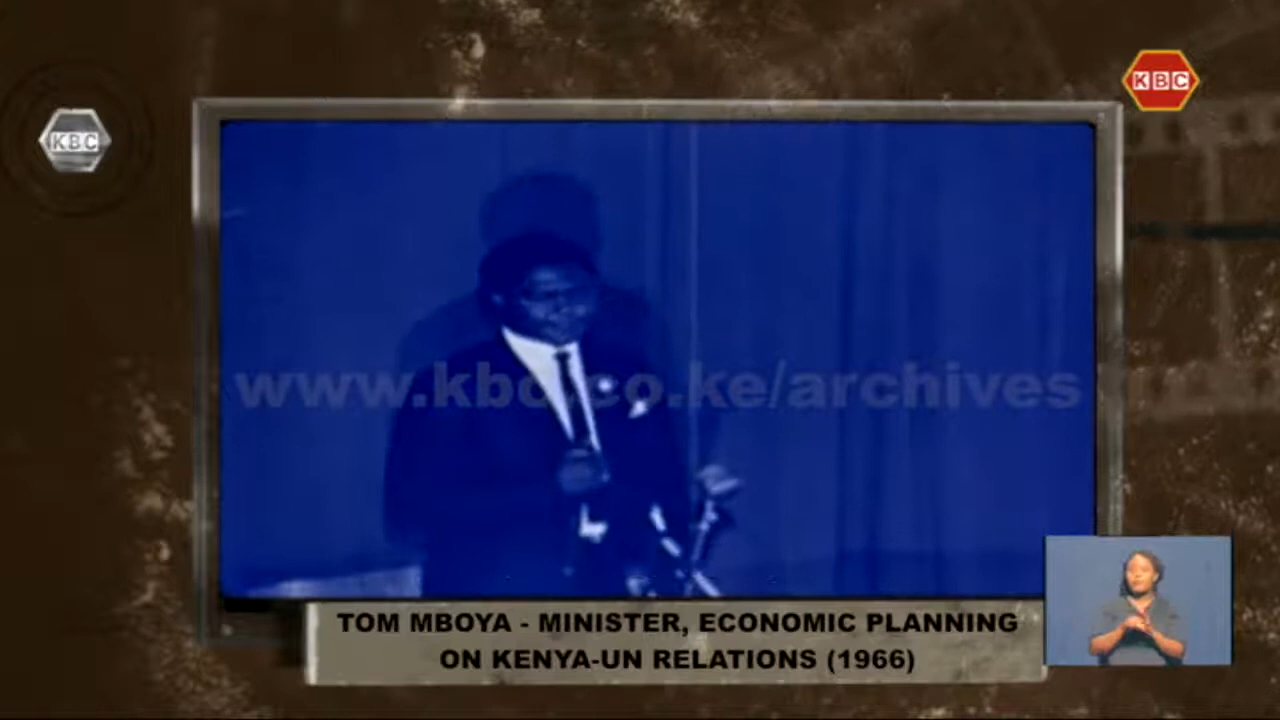 KBC
KBC
www.kbc.co.ke/archives
TOM MBOYA - MINISTER, ECONOMIC PLANNING
ON KENYA-UN RELATIONS (1966)